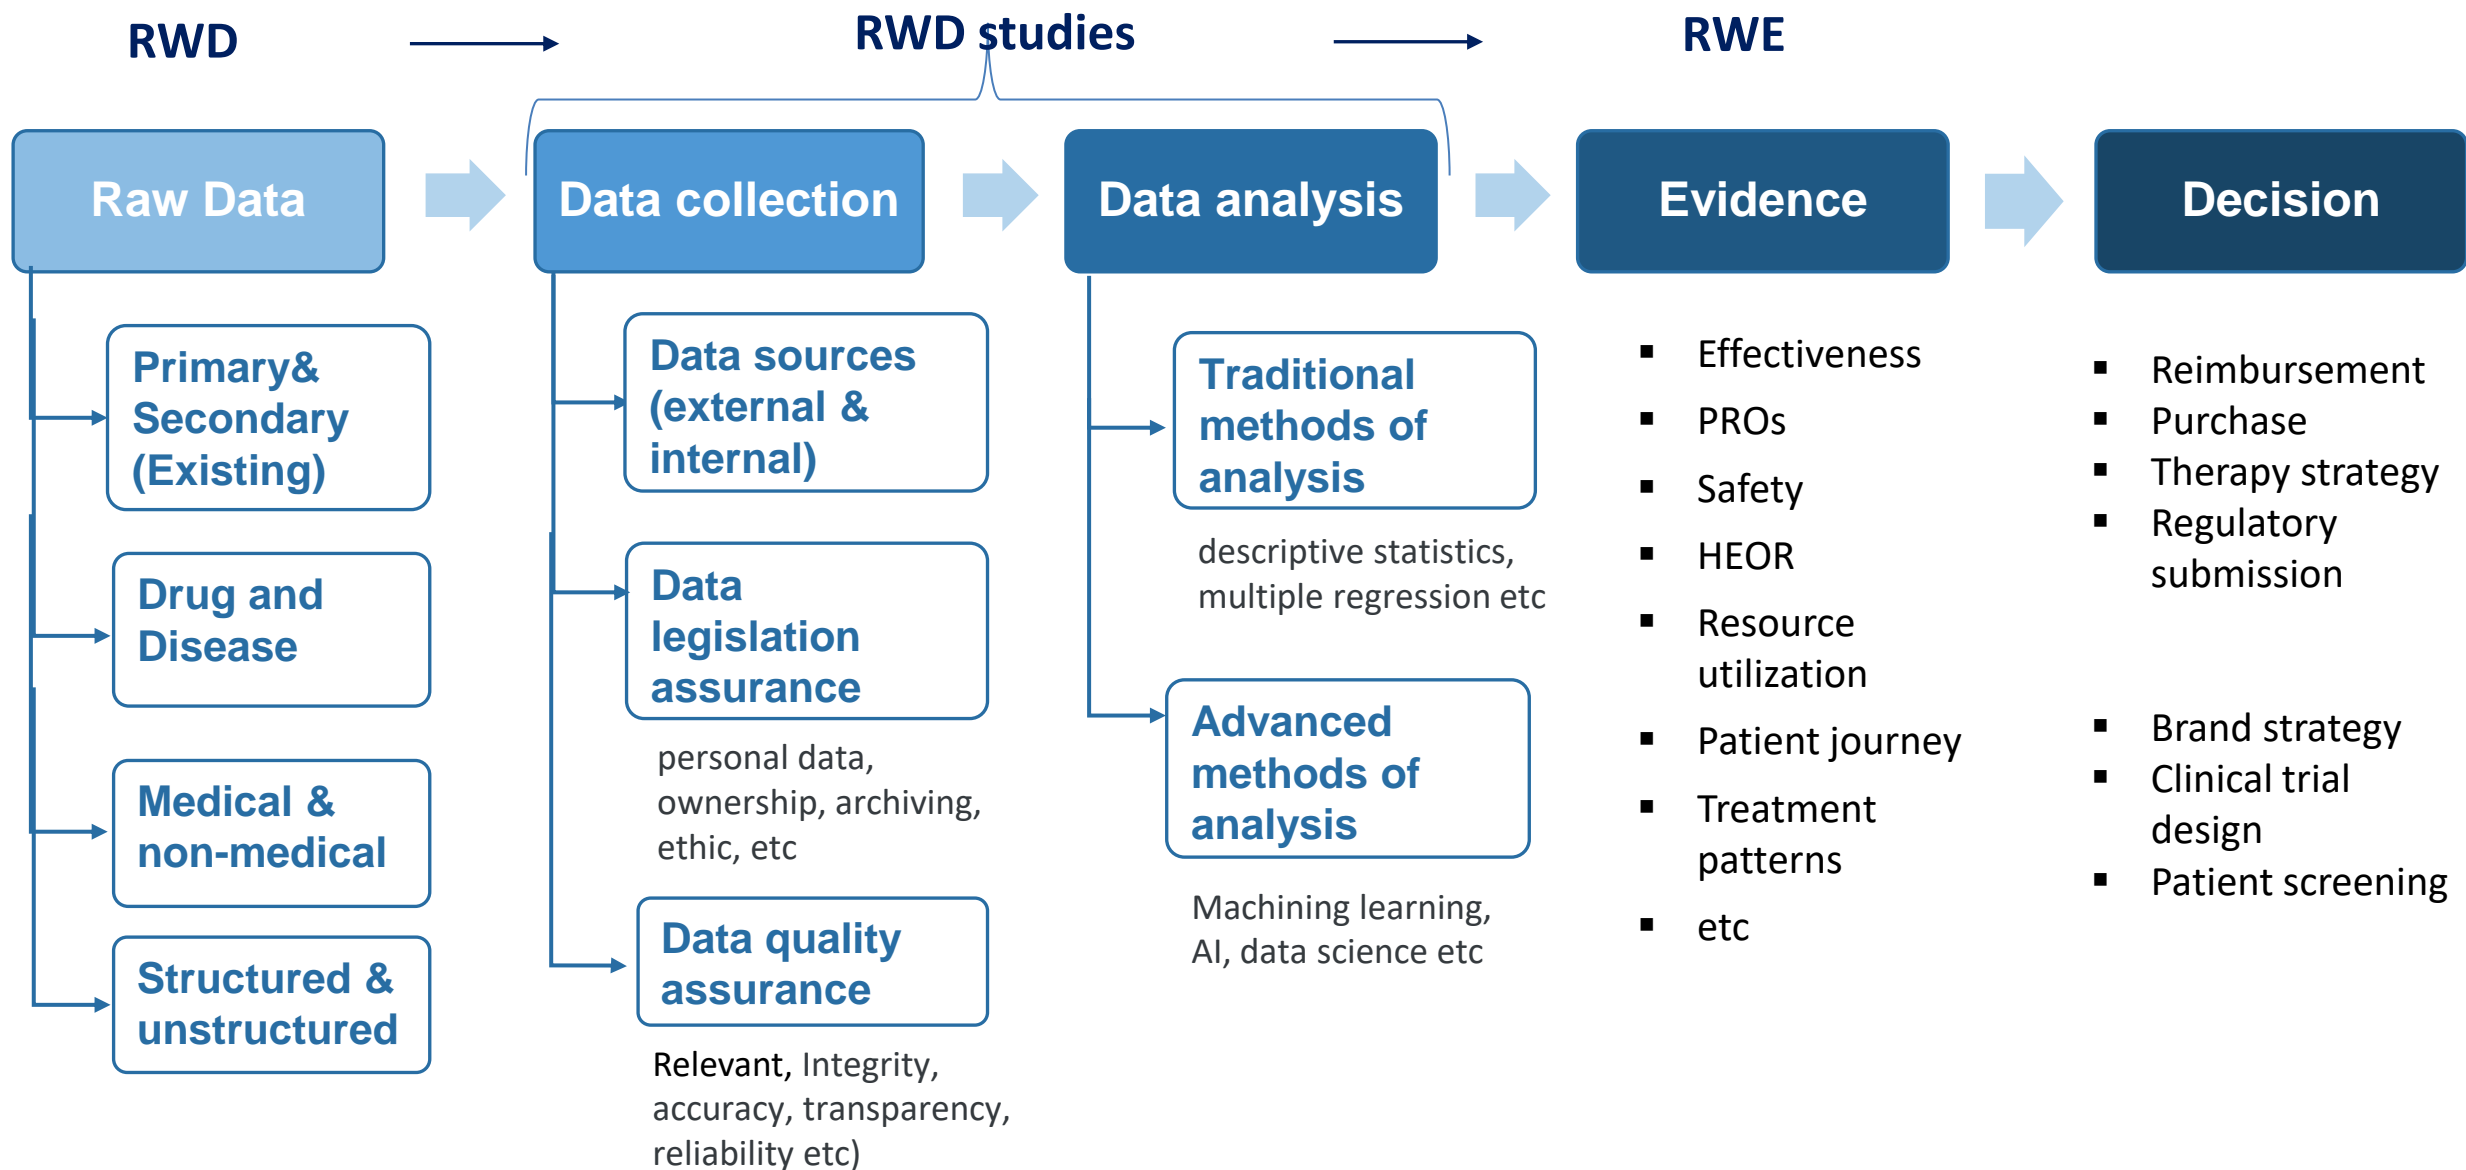 RWD
RWD studies
RWE
Raw Data
Data collection
Data analysis
Evidence
Decision
Primary&
Secondary
(Existing)
Drug and
Disease
Medical &
non-medical
Structured &
unstructured
Data sources
(external &
internal)
Data
legislation
assurance
personal data,
ownership, archiving,
ethic, etc
Data quality
assurance
Relevant, Integrity,
accuracy, transparency,
reliability etc)
Traditional
methods of
analysis
descriptive statistics,
multiple regression etc
Advanced
methods of
analysis
Machining learning,
AI, data science etc
▪ Effectiveness
▪ PROs
▪ Safety
▪ HEOR
▪ Resource
utilization
▪ Patient journey
▪ Treatment
patterns
▪ etc
▪ Reimbursement
▪ Purchase
▪ Therapy strategy
▪ Regulatory
submission
▪ Brand strategy
▪ Clinical trial
design
▪ Patient screening